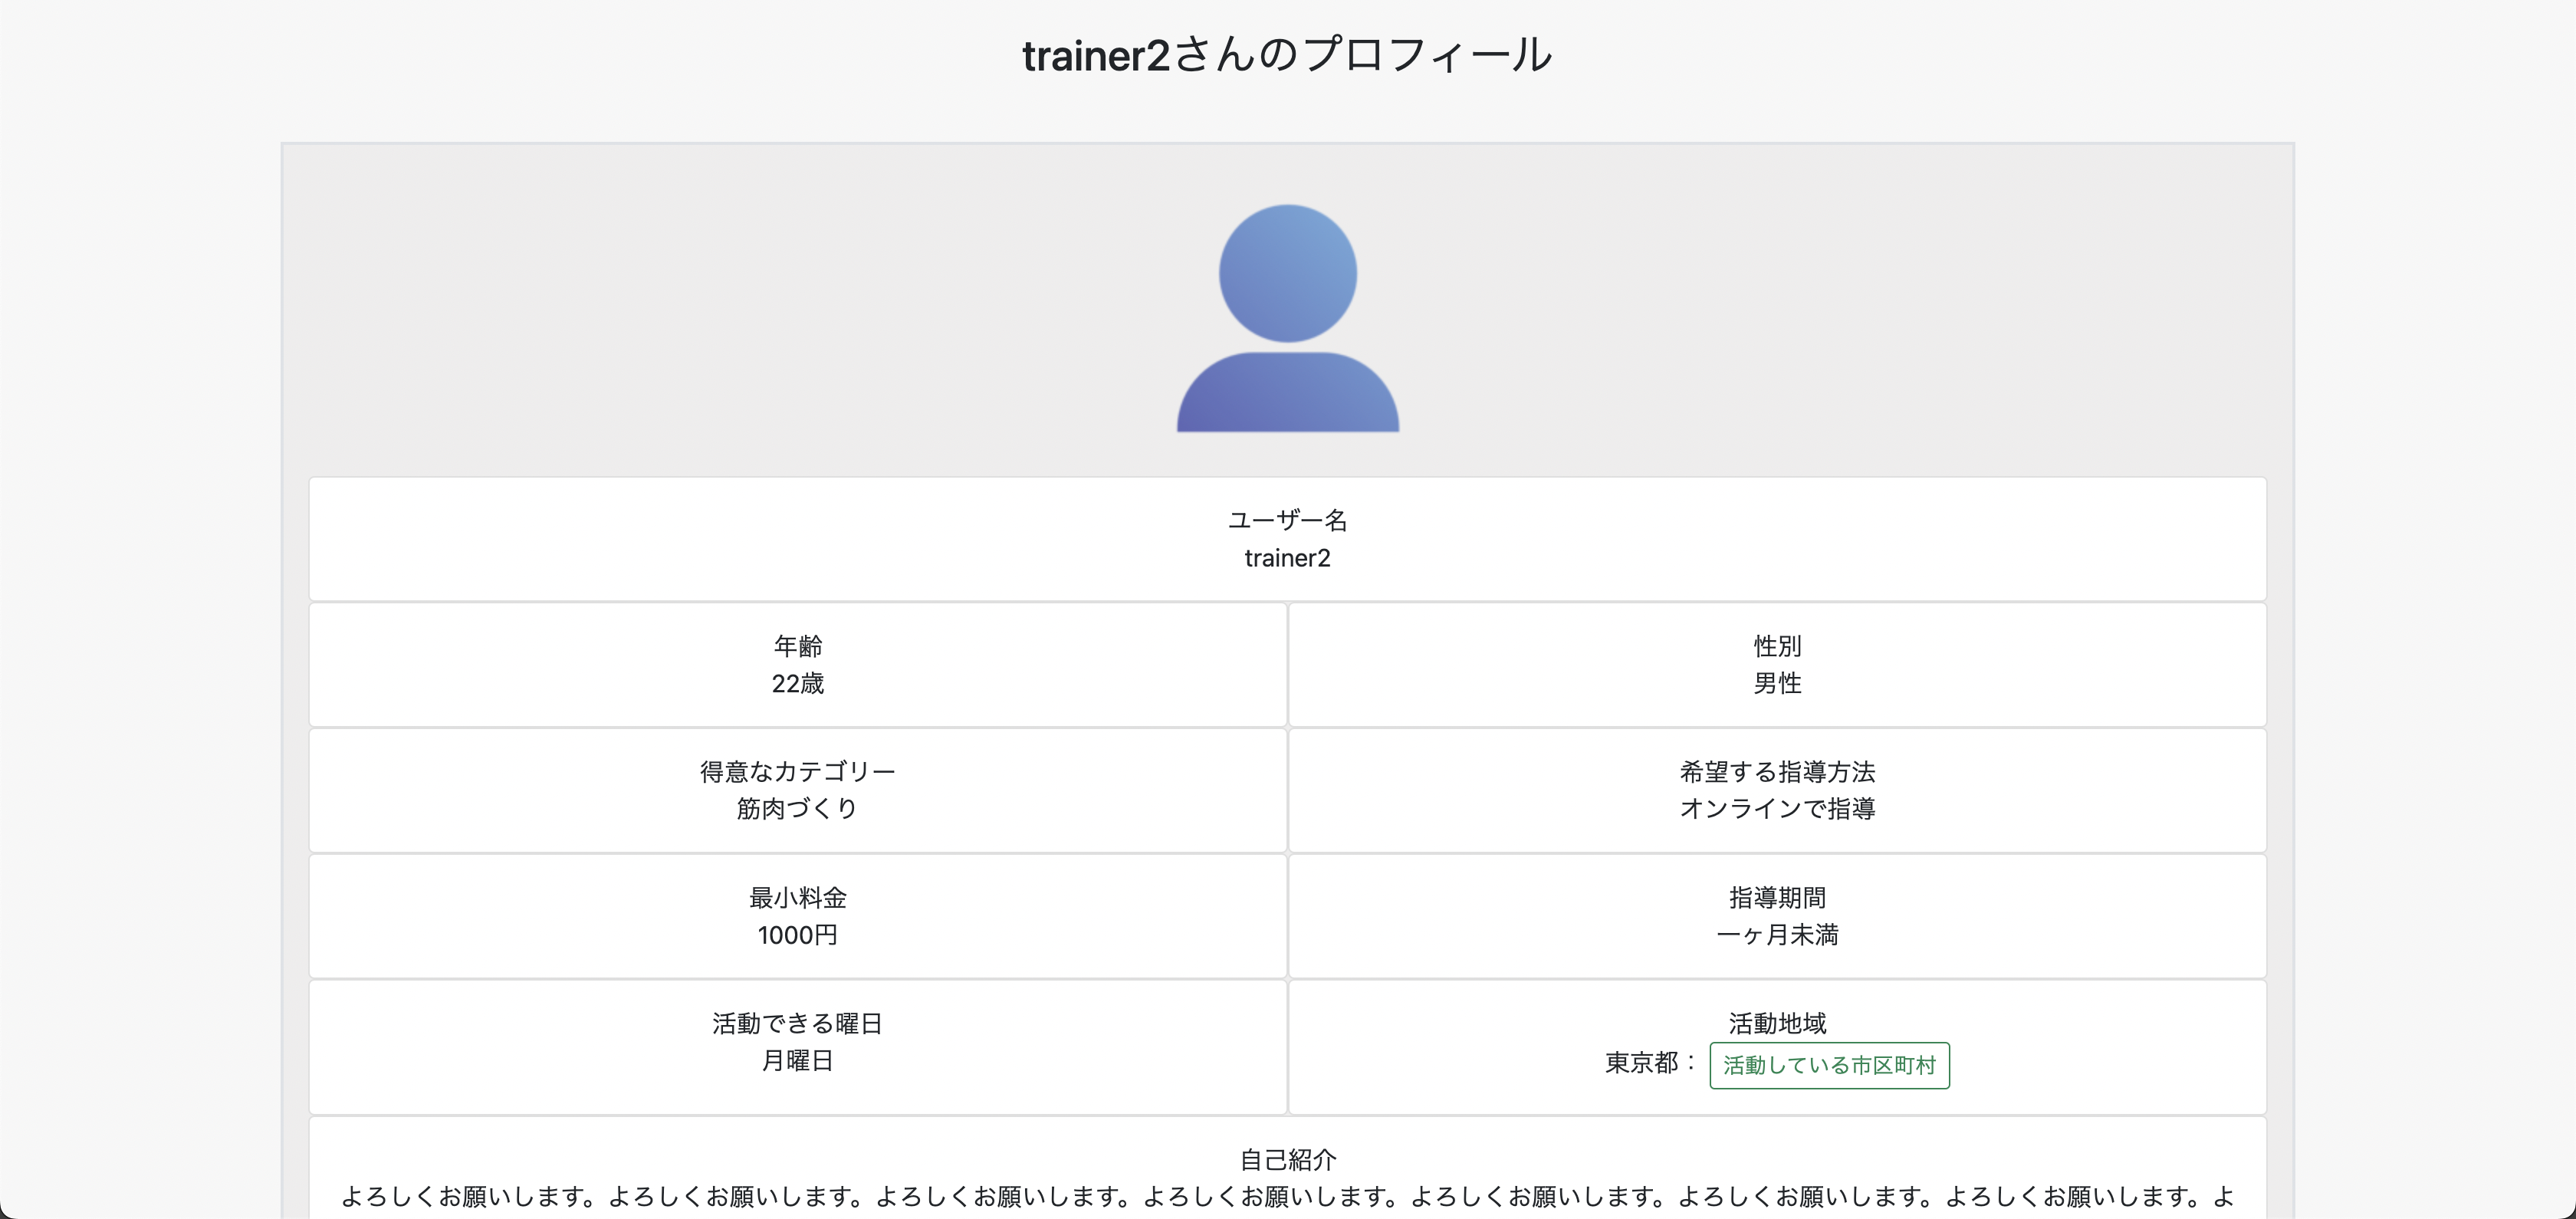 trainer2さんのプロフィール
ユーザー名
trainer2
年齢
22歳
性別
男性
得意なカテゴリー
筋肉づくり
希望する指導方法
オンラインで指導
最小料金
1000円
指導期間
一ヶ月未満
活動できる曜日
月曜日
活動地域
東京都： 活動している市区町村
自己紹介
よろしくお願いします。よろしくお願いします。よろしくお願いします。よろしくお願いします。よろしくお願いします。よろしくお願いします。よろしくお願いします。よ